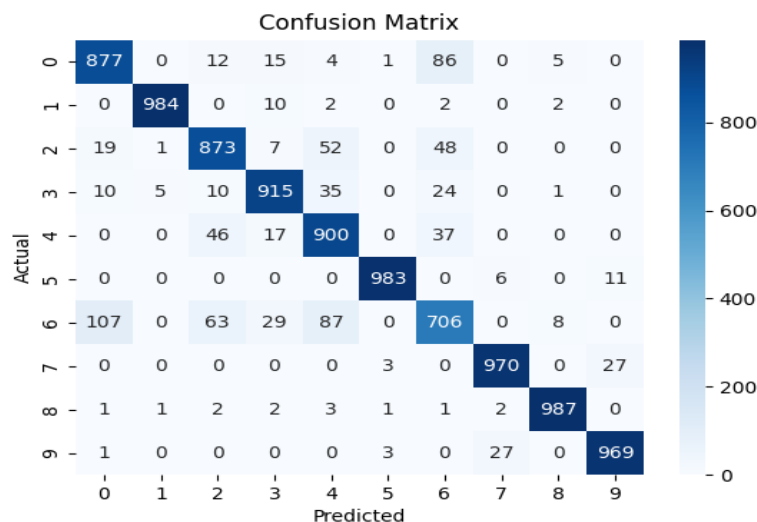 Confusion Matrix
0 877 0 12 15 4 1 86 0 5 0
1 0 984 0 10 2 0 2 0 2 0
2 19 1 873 7 52 0 48 0 0 0
3 10 5 10 915 35 0 24 0 1 0
4 0 0 46 17 900 0 37 0 0 0
5 0 0 0 0 0 983 0 6 0 11
6 107 0 63 29 87 0 706 0 8 0
7 0 0 0 0 0 3 0 970 0 27
8 1 1 2 2 3 1 1 2 987 0
9 1 0 0 0 0 3 0 27 0 969
0 1 2 3 4 5 6 7 8 9
Actual
Predicted
800
600
400
200
0